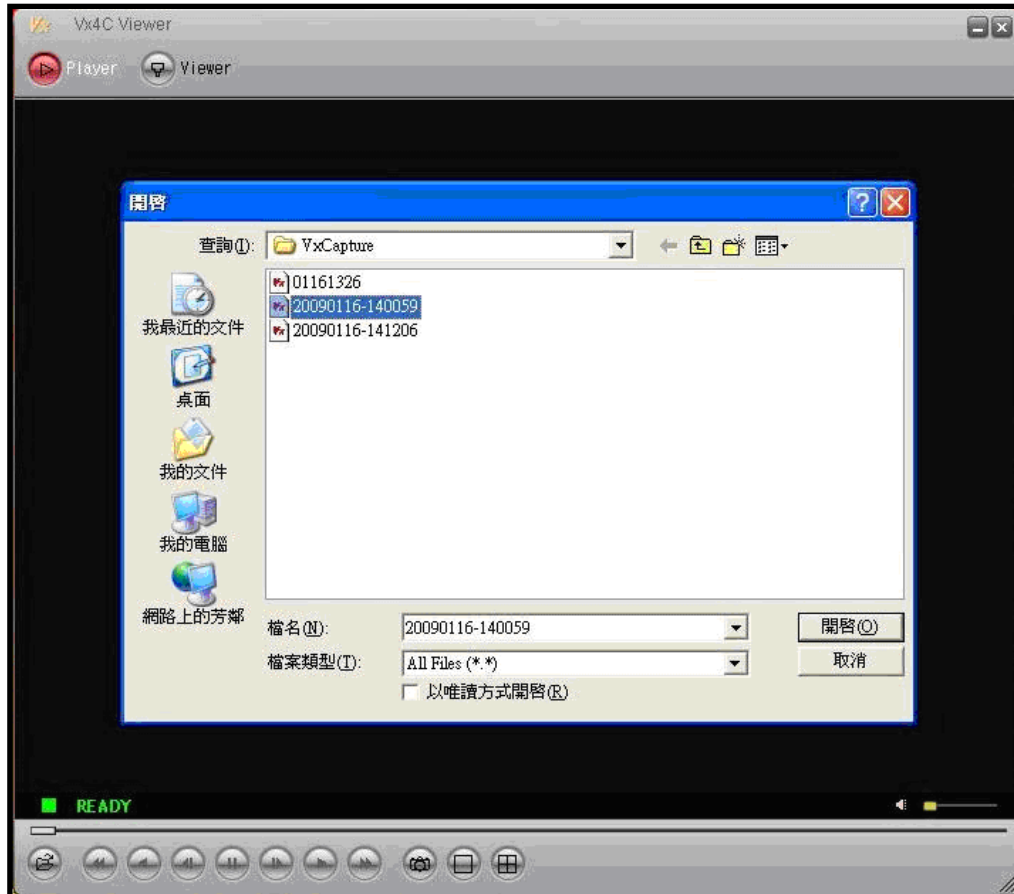 Vx4C Viewer
Player Viewer
開啓
查詢(I): VxCapture
01161326
20090116-140059
20090116-141206
我最近的文件
桌面
我的文件
我的電腦
網路上的芳鄰
檔名(N): 20090116-140059 開啓(O)
檔案類型(T): All Files (*.*) 取消
以唯讀方式開啓(R)
READY